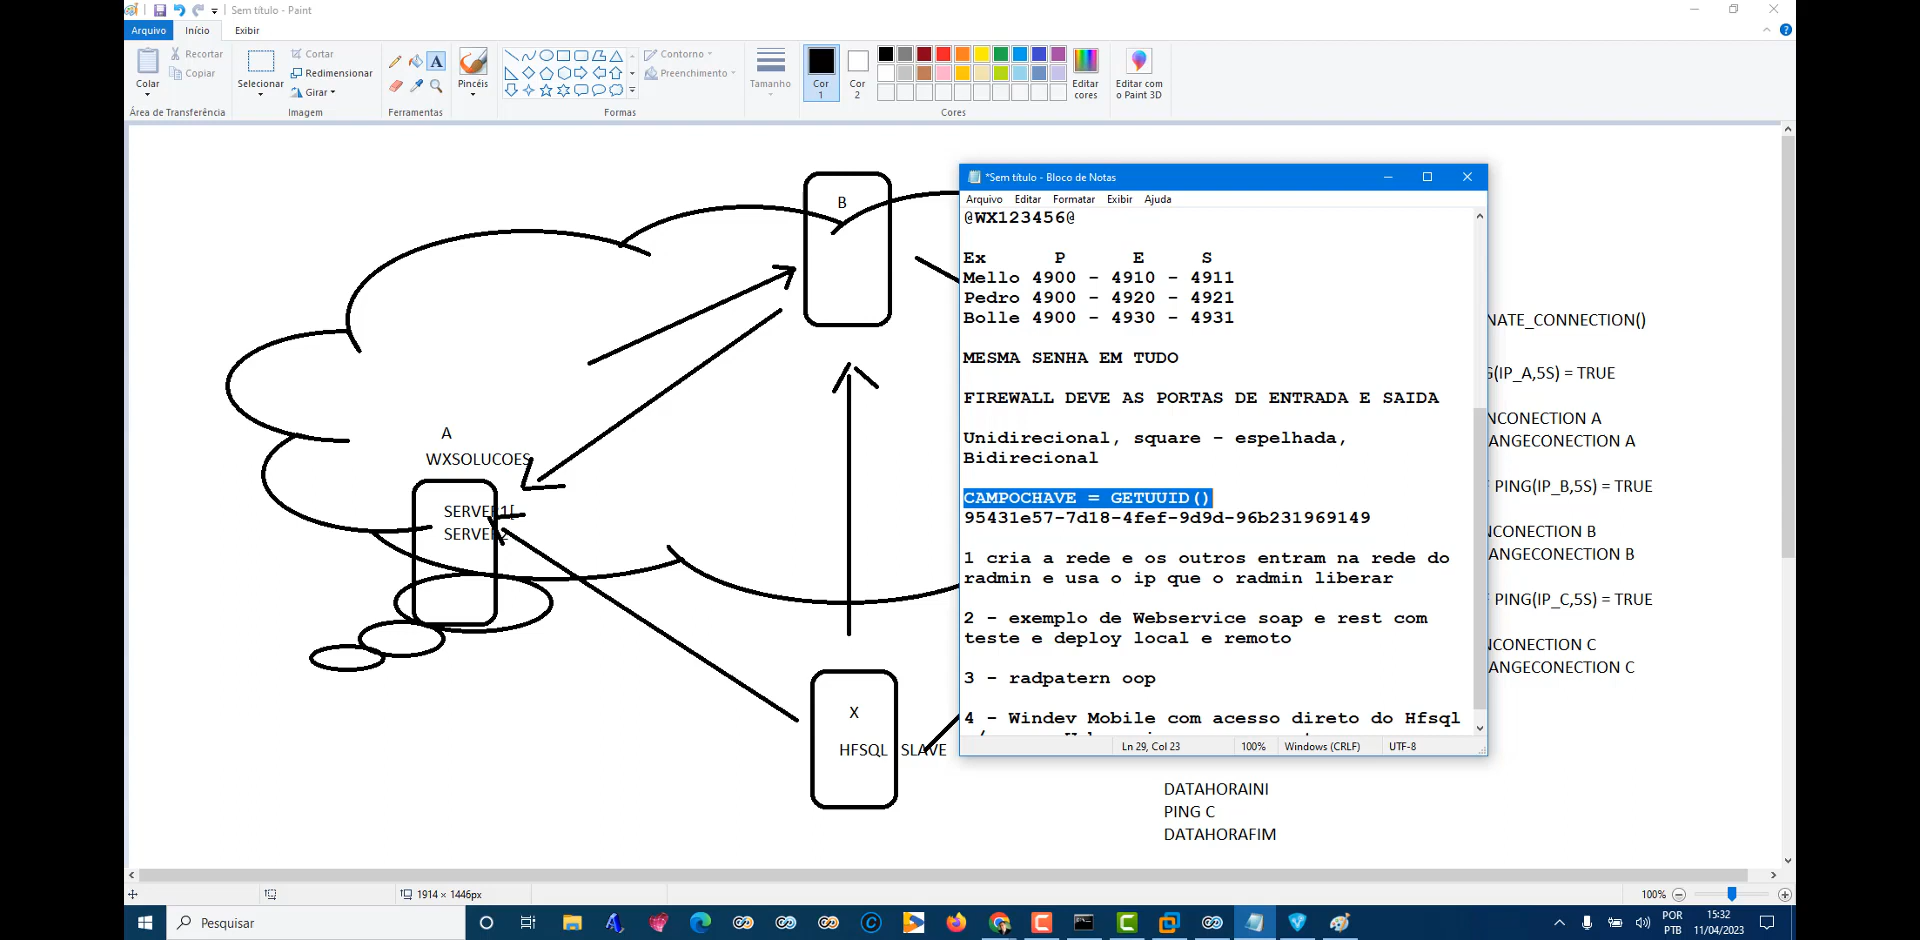 Sem título - Paint
Arquivo
Início
Exibir
Colar
Recortar
Copiar
Área de Transferência
Selecionar
Cortar
Redimensionar
Girar
Imagem
A
Ferramentas
Pincéis
Formas
Contorno
Preenchimento
Tamanho
Cor
1
Cor
2
Editar
cores
Editar com
o Paint 3D
Cores
B
A
WXSOLUCOES
SERVER1[
SERVER2
X
HFSQL SLAVE
*Sem título - Bloco de Notas
Arquivo Editar Formatar Exibir Ajuda
@WX123456@
Ex P E S
Mello 4900 - 4910 - 4911
Pedro 4900 - 4920 - 4921
Bolle 4900 - 4930 - 4931
MESMA SENHA EM TUDO
FIREWALL DEVE AS PORTAS DE ENTRADA E SAIDA
Unidirecional, square - espelhada,
Bidirecional
CAMPOCHAVE = GETUUID()
95431e57-7d18-4fef-9d9d-96b231969149
1 cria a rede e os outros entram na rede do
radmin e usa o ip que o radmin liberar
2 - exemplo de Webservice soap e rest com
teste e deploy local e remoto
3 - radpatern oop
4 - Windev Mobile com acesso direto do Hfsql
Ln 29, Col 23
100%
Windows (CRLF)
UTF-8
NATE_CONNECTION()
G(IP_A,5S) = TRUE
NCONECTION A
ANGECONECTION A
F PING(IP_B,5S) = TRUE
NCONECTION B
ANGECONECTION B
F PING(IP_C,5S) = TRUE
NCONECTION C
ANGECONECTION C
DATAHORAINI
PING C
DATAHORAFIM
1914 × 1446px
100%
Pesquisar
POR
PTB
15:32
11/04/2023